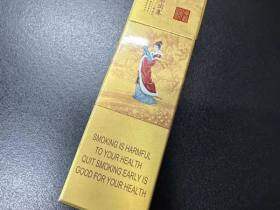 SMOKING IS HARMFUL
TO YOUR HEALTH
QUIT SMOKING EARLY IS
GOOD FOR YOUR HEALTH